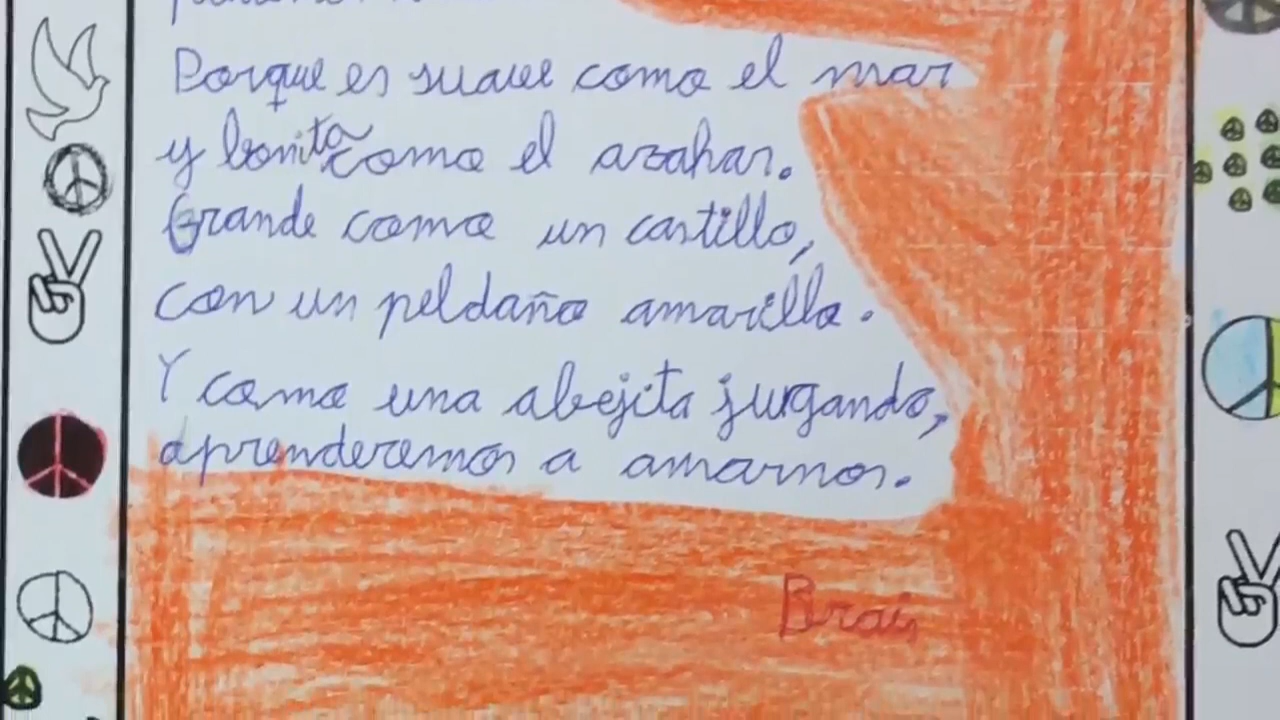 Porque es suave como el mar
y bonita como el azahar.
Grande como un castillo,
con un peldaño amarillo.
Y como una abejita jugando,
aprenderemos a amarnos.
Brais